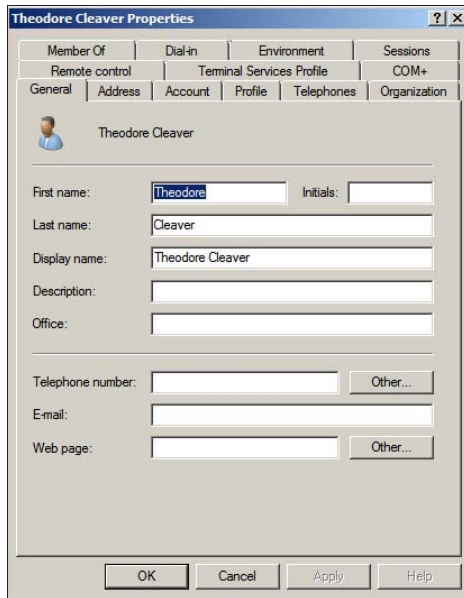 Theodore Cleaver Properties ? X
Member Of Dial-in Environment Sessions
Remote control Terminal Services Profile COM+
General Address Account Profile Telephones Organization
Theodore Cleaver
First name: Theodore Initials:
Last name: Cleaver
Display name: Theodore Cleaver
Description:
Office:
Telephone number: Other...
E-mail:
Web page: Other...
OK Cancel Apply Help